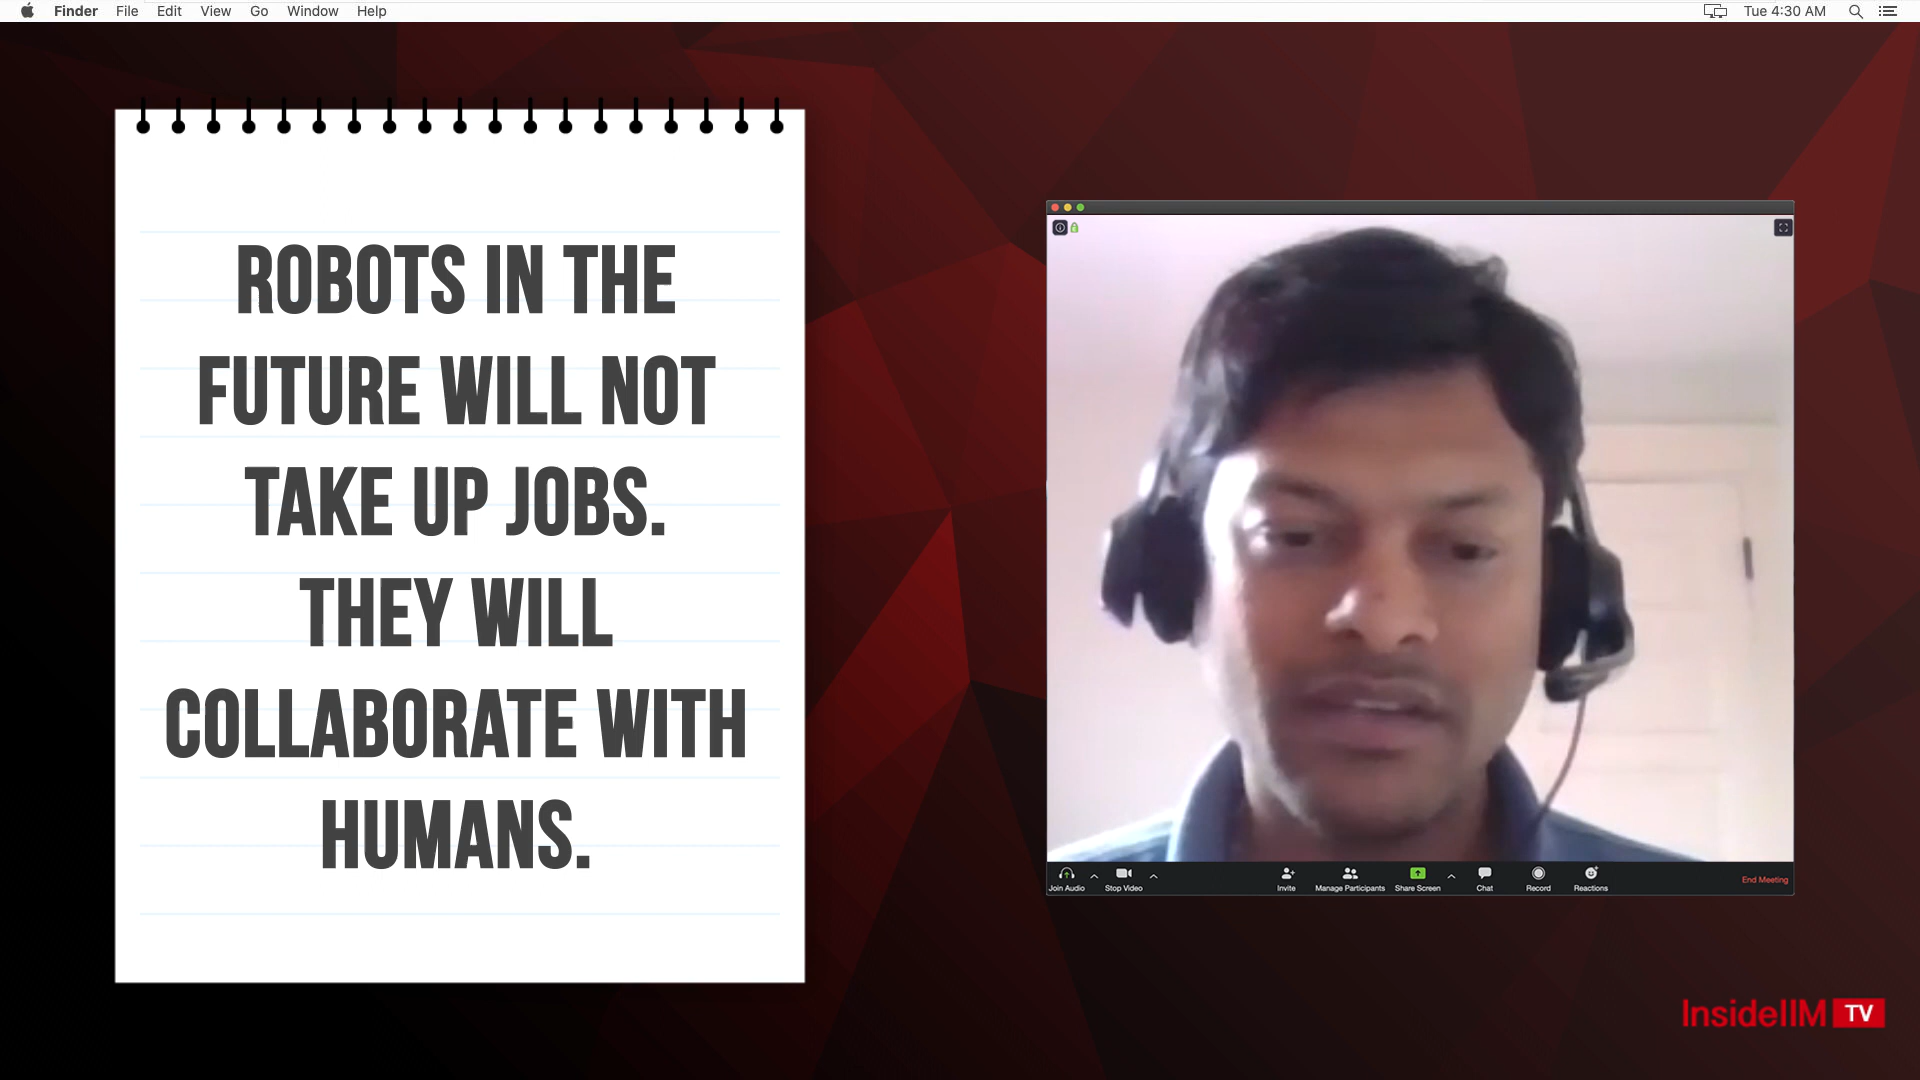 Finder File Edit View Go Window Help
Tue 4:30 AM
ROBOTS IN THE
FUTURE WILL NOT
TAKE UP JOBS.
THEY WILL
COLLABORATE WITH
HUMANS.
Join Audio Stop Video Invite Manage Participants Share Screen Chat Record Reactions End Meeting
InsideIIM TV